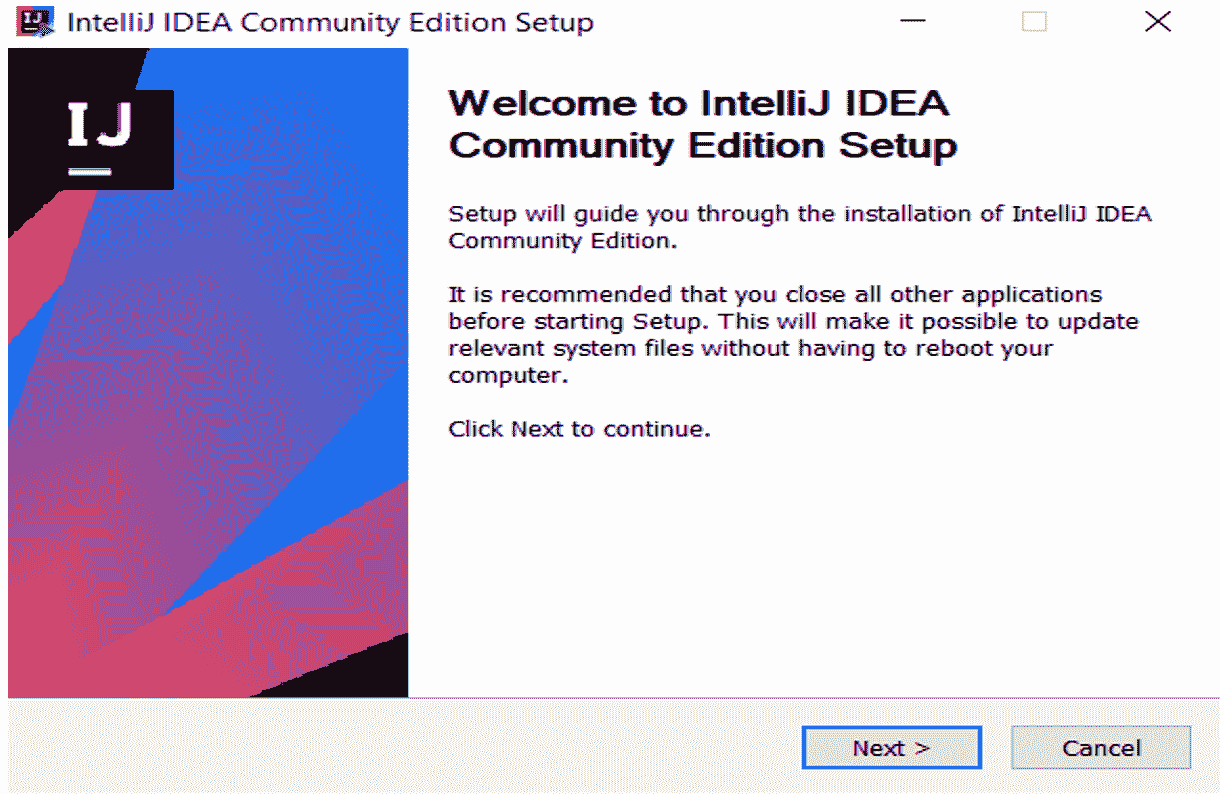 IntelliJ IDEA Community Edition Setup
IJ
Welcome to IntelliJ IDEA
Community Edition Setup
Setup will guide you through the installation of IntelliJ IDEA
Community Edition.
It is recommended that you close all other applications
before starting Setup. This will make it possible to update
relevant system files without having to reboot your
computer.
Click Next to continue.
Next >
Cancel